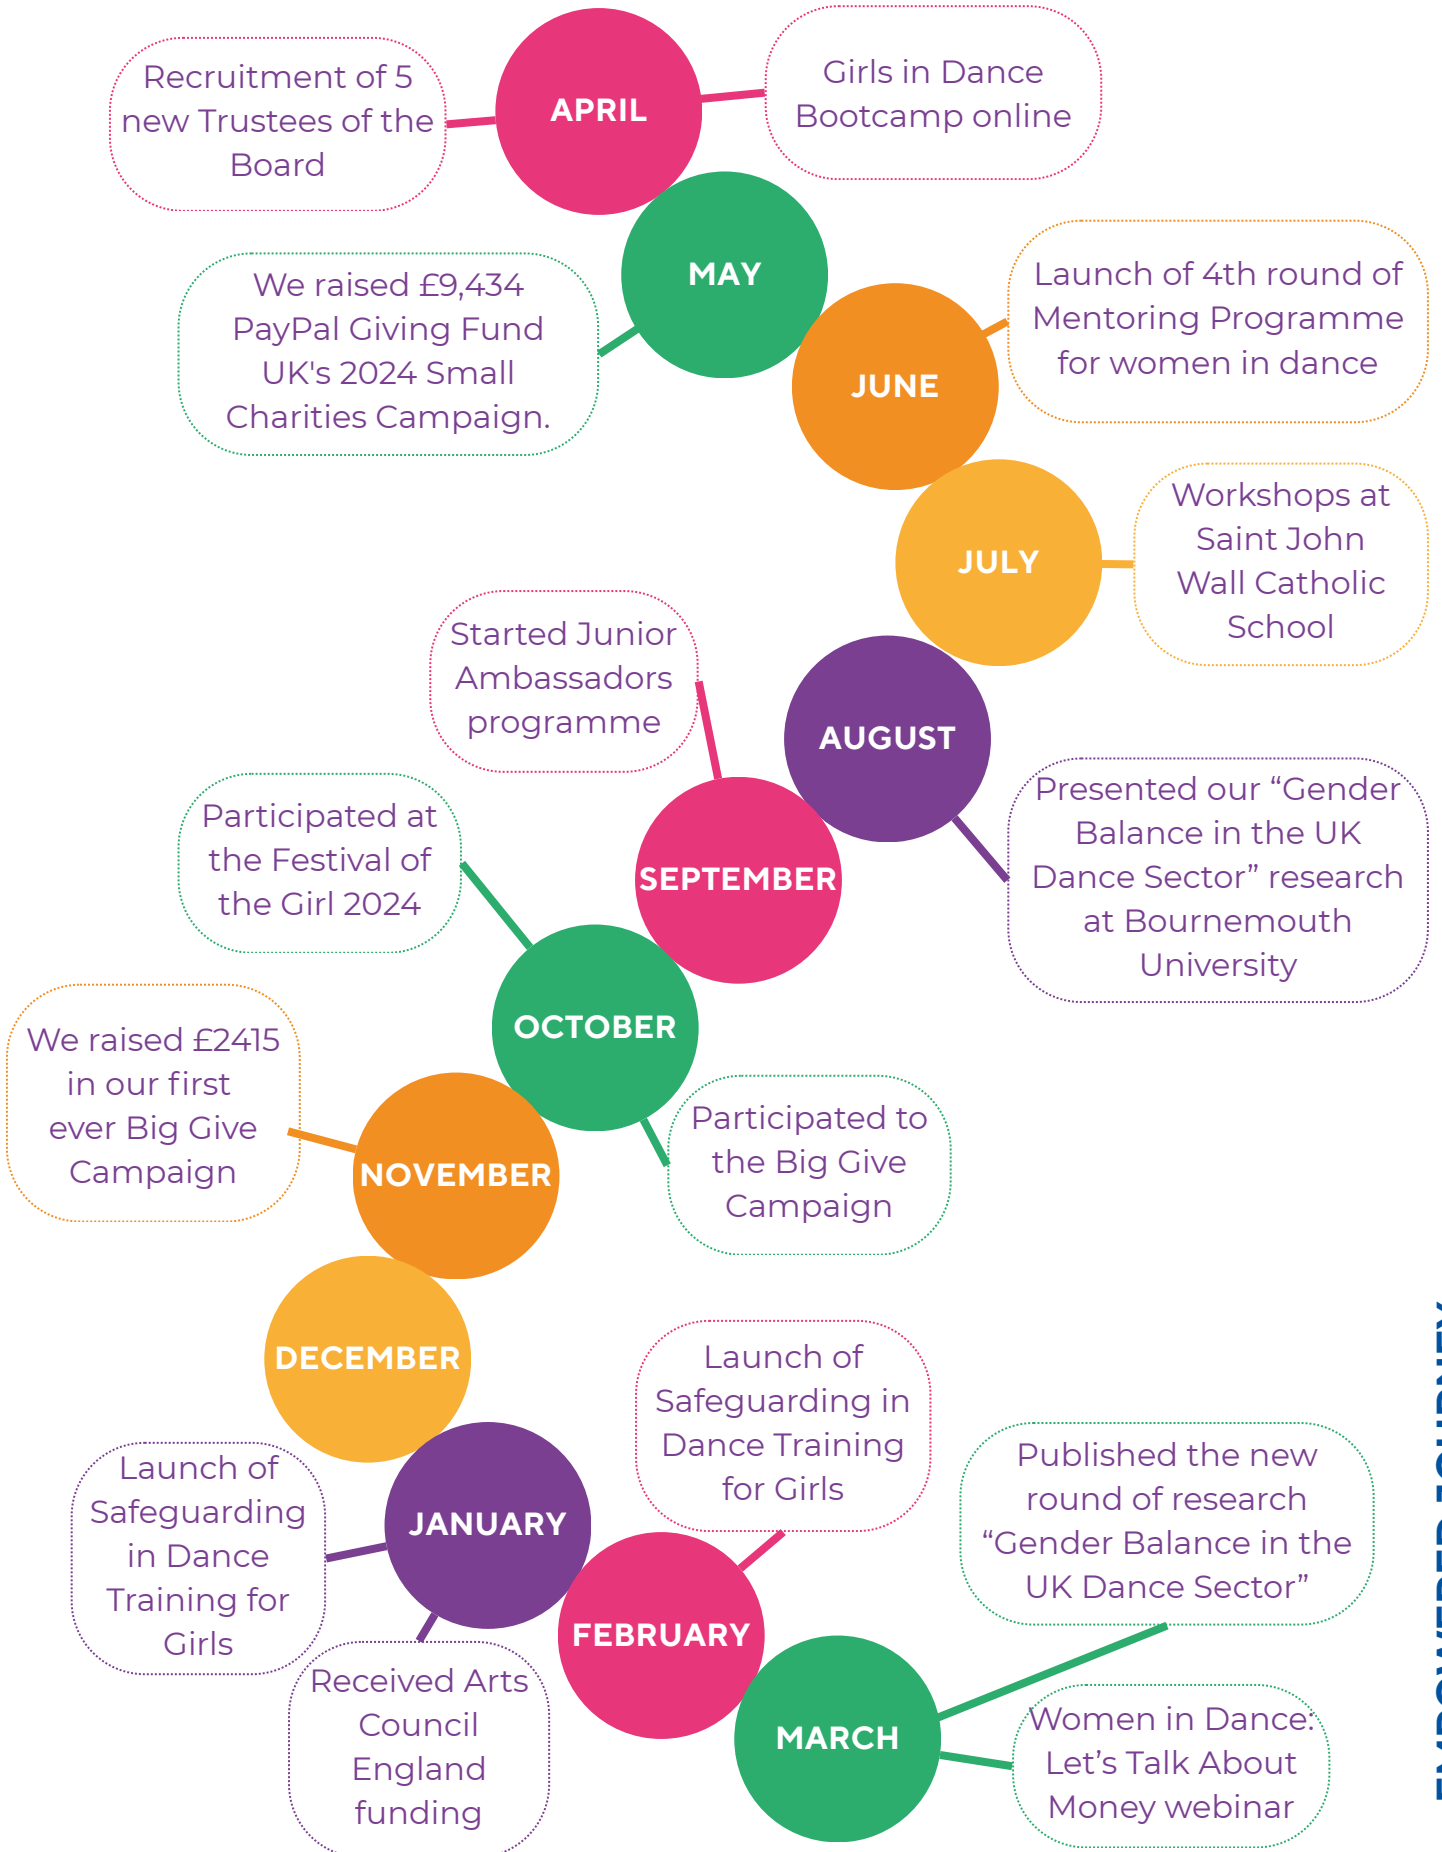 Recruitment of 5
new Trustees of the
Board
APRIL
Girls in Dance
Bootcamp online
MAY
We raised £9,434
PayPal Giving Fund
UK's 2024 Small
Charities Campaign.
JUNE
Launch of 4th round of
Mentoring Programme
for women in dance
JULY
Workshops at
Saint John
Wall Catholic
School
AUGUST
Presented our “Gender
Balance in the UK
Dance Sector” research
at Bournemouth
University
Started Junior
Ambassadors
programme
SEPTEMBER
Participated at
the Festival of
the Girl 2024
OCTOBER
Participated to
the Big Give
Campaign
We raised £2415
in our first
ever Big Give
Campaign
NOVEMBER
DECEMBER
Launch of
Safeguarding
in Dance
Training for
Girls
JANUARY
Received Arts
Council
England
funding
Launch of
Safeguarding in
Dance Training
for Girls
FEBRUARY
Published the new
round of research
“Gender Balance in the
UK Dance Sector”
MARCH
Women in Dance:
Let’s Talk About
Money webinar